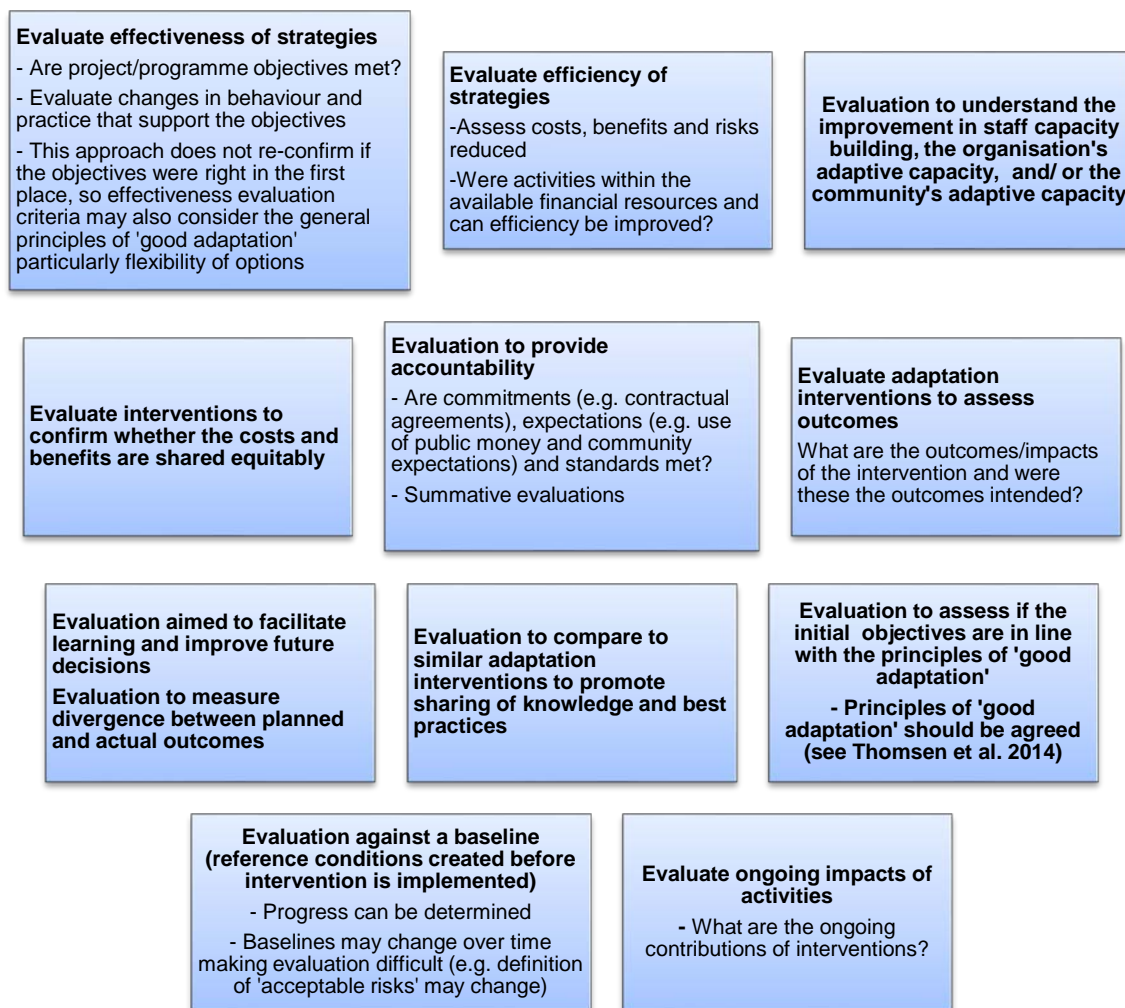 Evaluate effectiveness of strategies
- Are project/programme objectives met?
- Evaluate changes in behaviour and
practice that support the objectives
- This approach does not re-confirm if
the objectives were right in the first
place, so effectiveness evaluation
criteria may also consider the general
principles of 'good adaptation'
particularly flexibility of options
Evaluate efficiency of
strategies
-Assess costs, benefits and risks
reduced
-Were activities within the
available financial resources and
can efficiency be improved?
Evaluation to understand the
improvement in staff capacity
building, the organisation's
adaptive capacity, and/ or the
community's adaptive capacity
Evaluate interventions to
confirm whether the costs and
benefits are shared equitably
Evaluation to provide
accountability
- Are commitments (e.g. contractual
agreements), expectations (e.g. use
of public money and community
expectations) and standards met?
- Summative evaluations
Evaluate adaptation
interventions to assess
outcomes
What are the outcomes/impacts
of the intervention and were
these the outcomes intended?
Evaluation aimed to facilitate
learning and improve future
decisions
Evaluation to measure
divergence between planned
and actual outcomes
Evaluation to compare to
similar adaptation
interventions to promote
sharing of knowledge and best
practices
Evaluation to assess if the
initial objectives are in line
with the principles of 'good
adaptation'
- Principles of 'good
adaptation' should be agreed
(see Thomsen et al. 2014)
Evaluation against a baseline
(reference conditions created before
intervention is implemented)
- Progress can be determined
- Baselines may change over time
making evaluation difficult (e.g. definition
of 'acceptable risks' may change)
Evaluate ongoing impacts of
activities
- What are the ongoing
contributions of interventions?